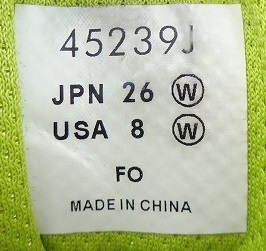 45239J
JPN 26 Ⓦ
USA 8 Ⓦ
FO
MADE IN CHINA